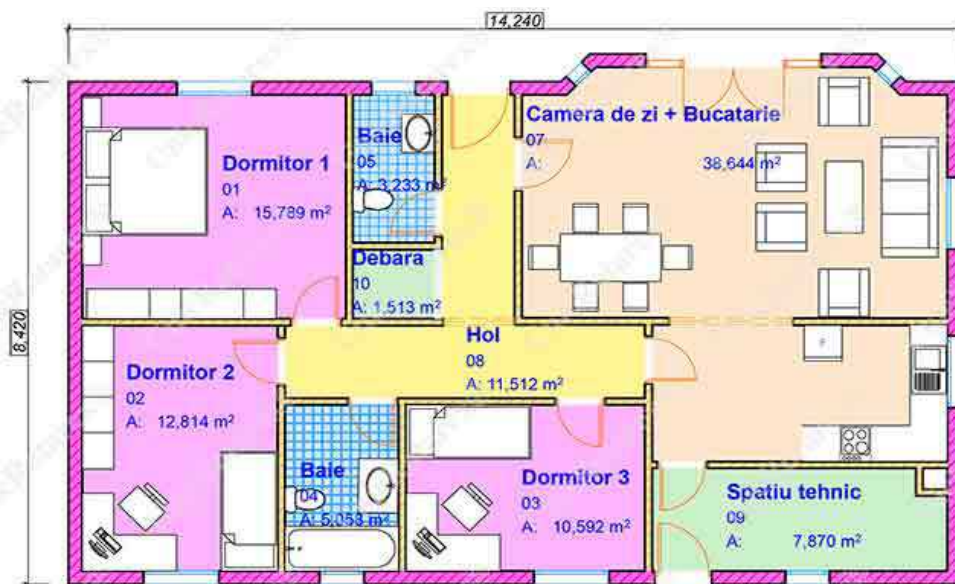 14,240
8,420
Dormitor 1
01
A: 15,789 m²
Baie
05
A: 3,233 m²
Camera de zi + Bucatarie
07
A: 38,644 m²
Debara
10
A: 1,513 m²
Hol
08
A: 11,512 m²
Dormitor 2
02
A: 12,814 m²
Baie
04
A: 5,053 m²
Dormitor 3
03
A: 10,592 m²
Spatiu tehnic
09
A: 7,870 m²